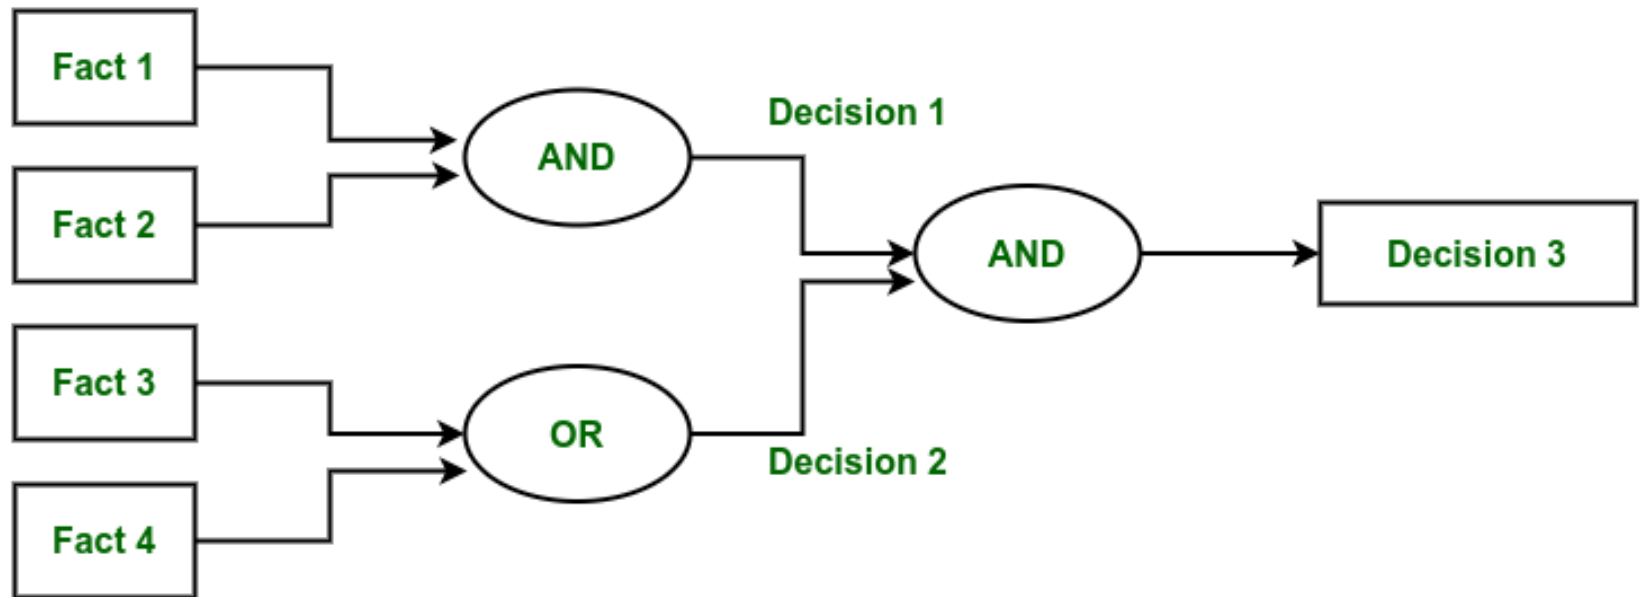 Fact 1
Fact 2
Fact 3
Fact 4
AND
OR
Decision 1
Decision 2
AND
Decision 3